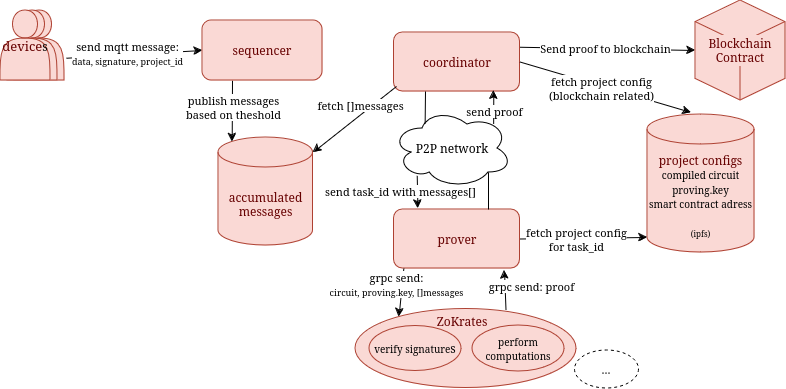 devices
send mqtt message:
data, signature, project_id
sequencer
publish messages
based on theshold
accumulated
messages
fetch []messages
coordinator
Send proof to blockchain
Blockchain
Contract
fetch project config
(blockchain related)
send proof
P2P network
send task_id with messages[]
project configs
compiled circuit
proving.key
smart contract adress
(ipfs)
prover
fetch project config
for task_id
grpc send:
circuit, proving.key, []messages
grpc send: proof
ZoKrates
verify signatures
perform
computations
...